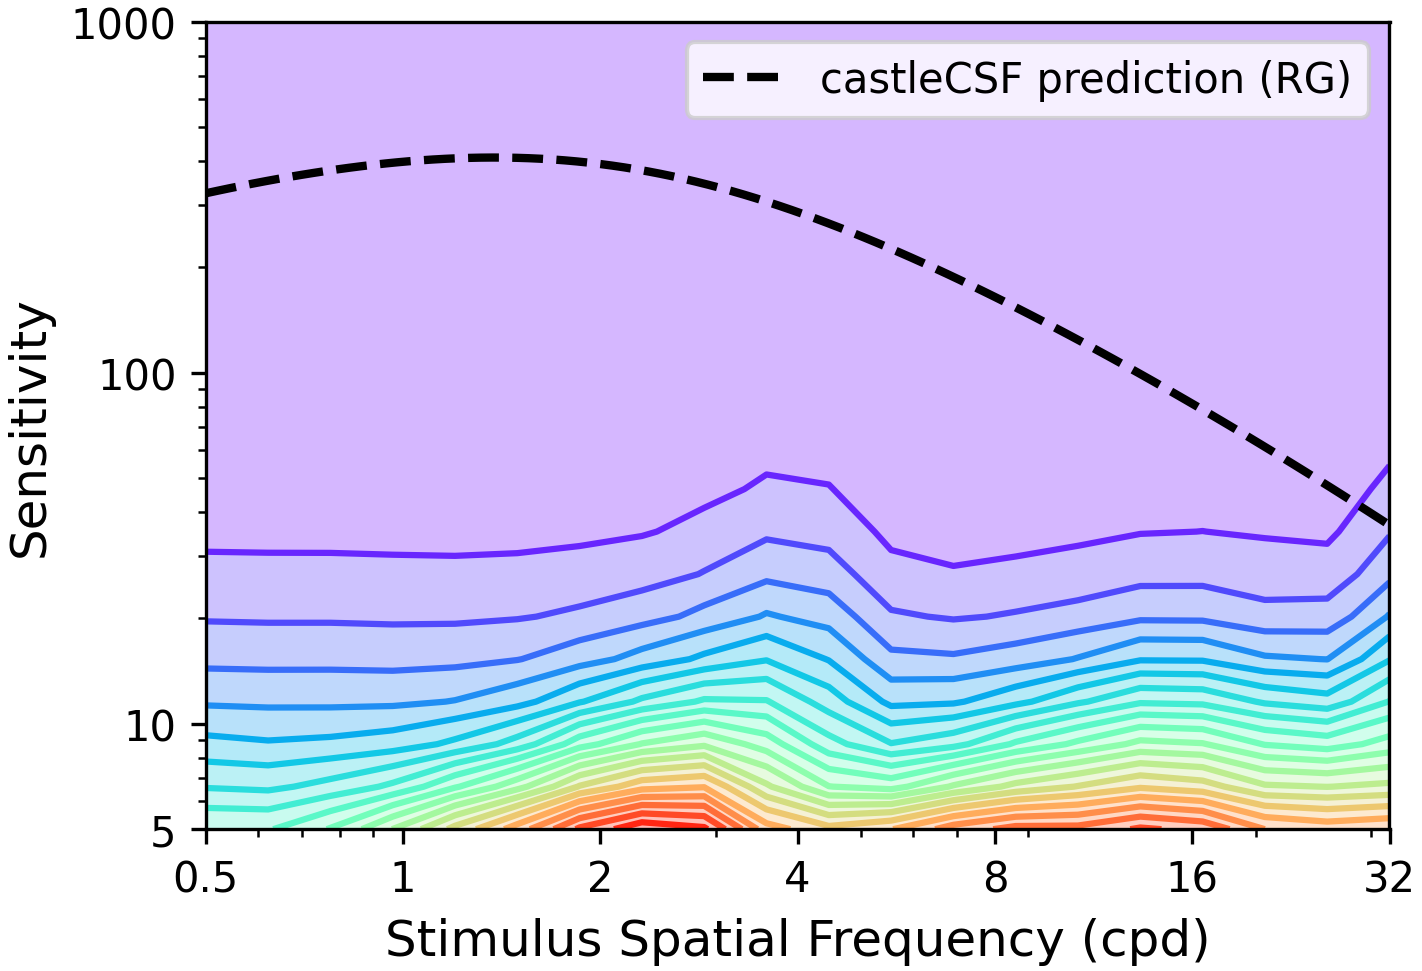 1000
100
10
5
Sensitivity
castleCSF prediction (RG)
0.5 1 2 4 8 16 32
Stimulus Spatial Frequency (cpd)